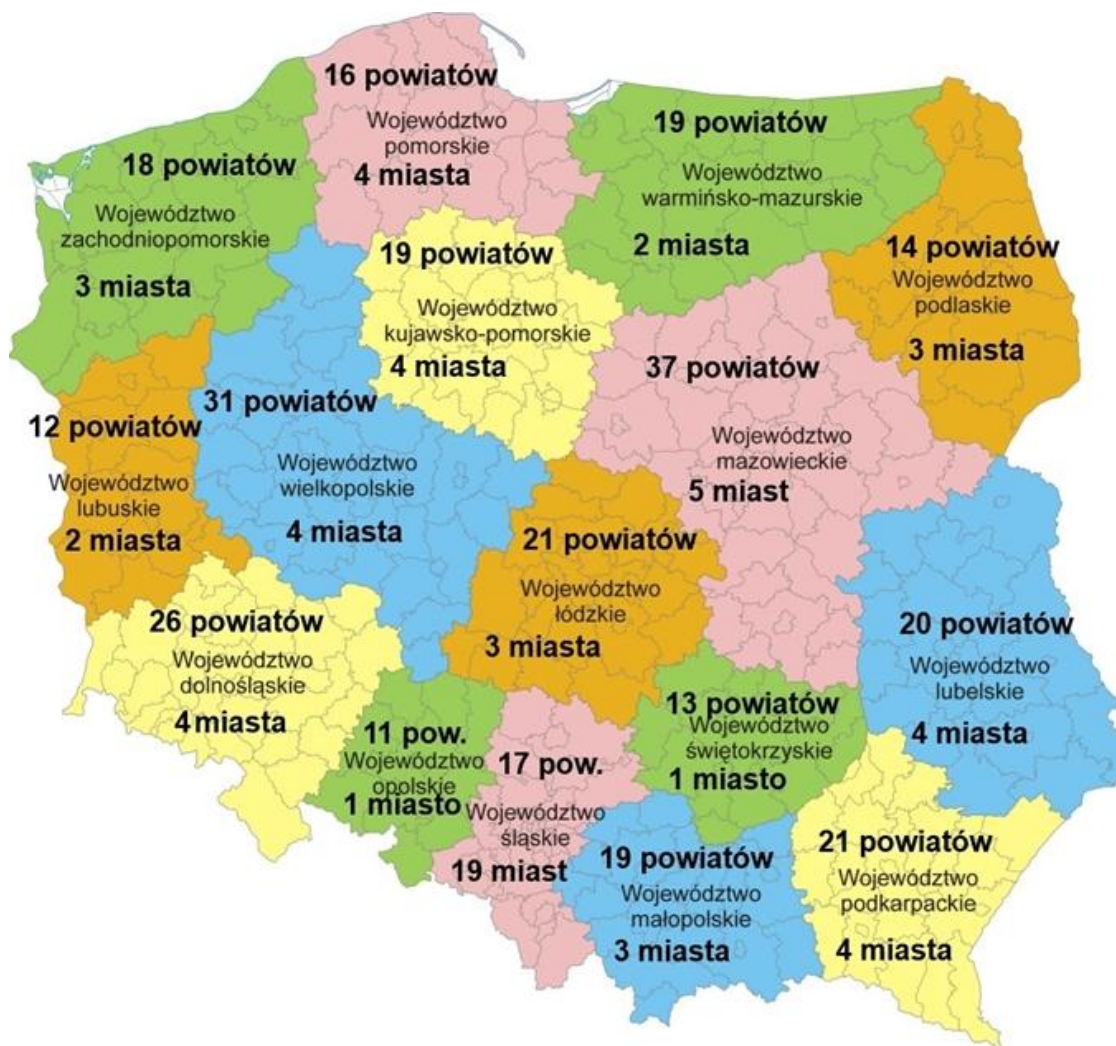 16 powiatów
Województwo
pomorskie
4 miasta
18 powiatów
Województwo
zachodniopomorskie
3 miasta
19 powiatów
Województwo
warmińsko-mazurskie
2 miasta
14 powiatów
Województwo
podlaskie
3 miasta
19 powiatów
Województwo
kujawsko-pomorskie
4 miasta
37 powiatów
Województwo
mazowieckie
5 miast
31 powiatów
Województwo
wielkopolskie
4 miasta
12 powiatów
Województwo
lubuskie
2 miasta
21 powiatów
Województwo
łódzkie
3 miasta
26 powiatów
Województwo
dolnośląskie
4 miasta
20 powiatów
Województwo
lubelskie
4 miasta
11 pow.
Województwo
opolskie
1 miasto
17 pow.
Województwo
śląskie
19 miast
13 powiatów
Województwo
świętokrzyskie
1 miasto
19 powiatów
Województwo
małopolskie
3 miasta
21 powiatów
Województwo
podkarpackie
4 miasta